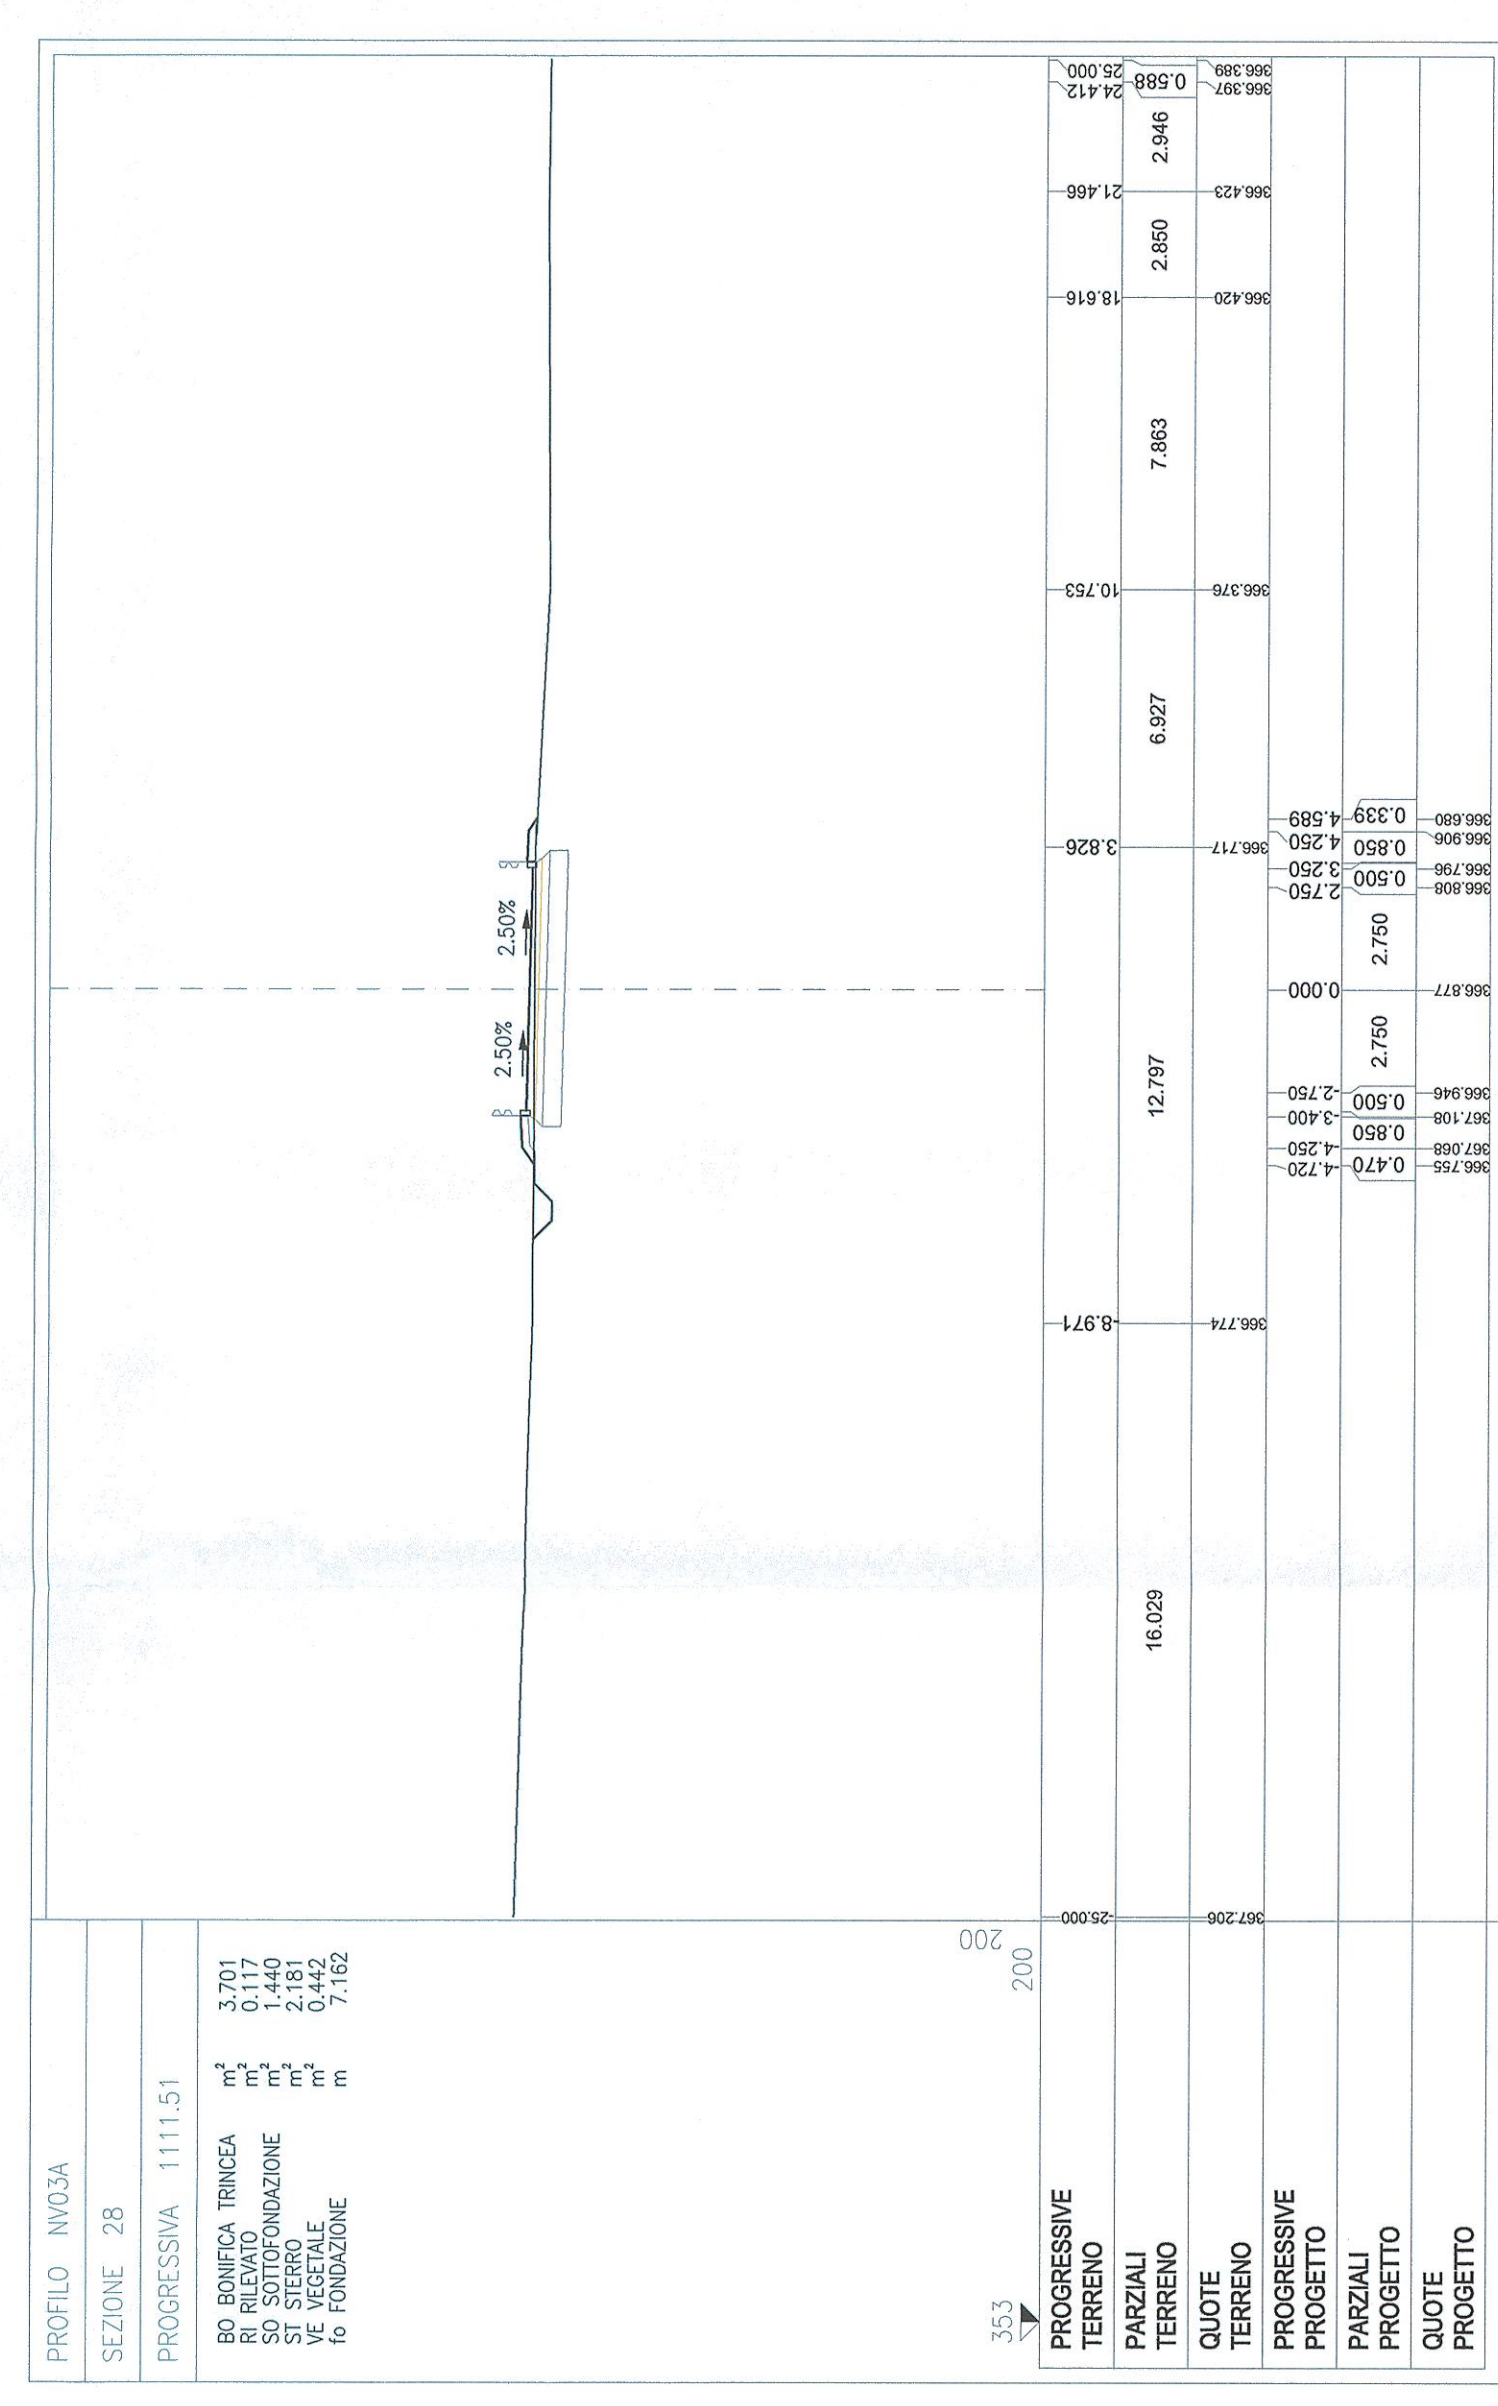 PROFILO NV03A
SEZIONE 28
PROGRESSIVA 1111.51
BO BONIFICA TRINCEA m² 3.701
RI RILEVATO m² 0.117
SO SOTTOFONDAZIONE m² 1.440
ST STERRO m² 2.181
VE VEGETALE m² 0.442
fo FONDAZIONE m 7.162
2.50%
2.50%
353
200
200
PROGRESSIVE TERRENO
-25.000 -8.971 3.826 10.753 18.616 21.466 24.412 25.000
PARZIALI TERRENO
16.029 12.797 6.927 7.863 2.850 2.946 0.588
QUOTE TERRENO
367.206 366.774 366.717 366.376 366.420 366.423 366.397 366.389
PROGRESSIVE PROGETTO
-4.720 -4.250 -3.400 -2.750 0.000 2.750 3.250 4.250 4.589
PARZIALI PROGETTO
0.470 0.850 0.500 2.750 2.750 0.500 0.850 0.339
QUOTE PROGETTO
366.755 367.068 367.108 366.946 366.877 366.808 366.796 366.906 366.680